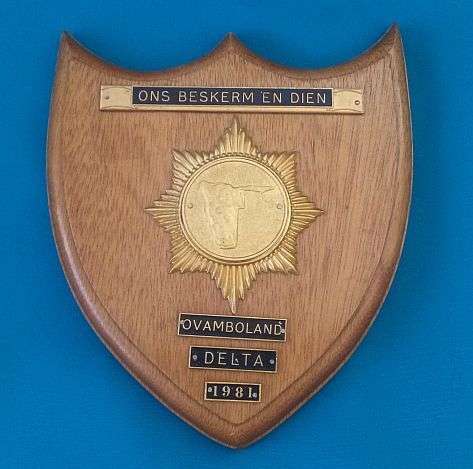 ONS BESKERM EN DIEN
OVAMBOLAND
DELTA
1981